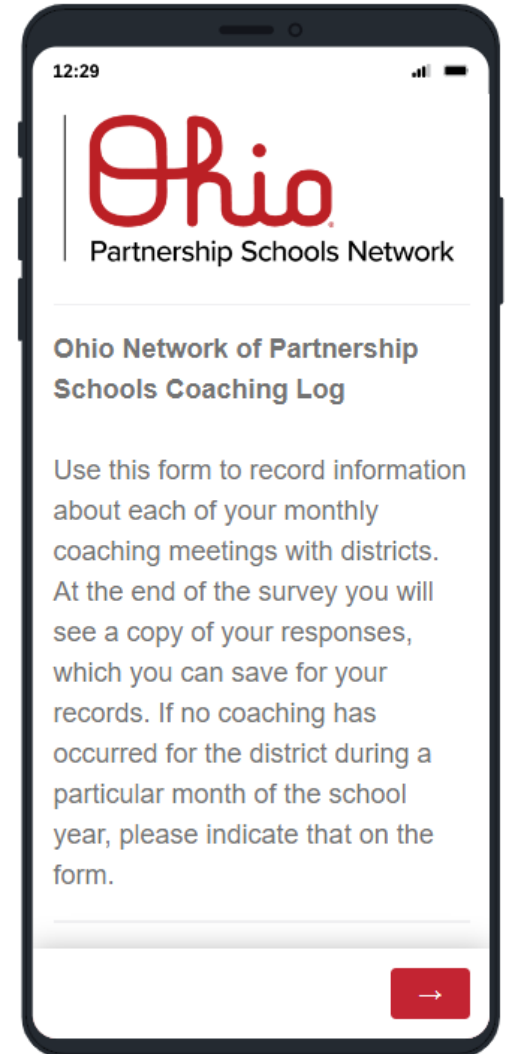 12:29
Ohio
Partnership Schools Network
Ohio Network of Partnership
Schools Coaching Log
Use this form to record information
about each of your monthly
coaching meetings with districts.
At the end of the survey you will
see a copy of your responses,
which you can save for your
records. If no coaching has
occurred for the district during a
particular month of the school
year, please indicate that on the
form.
→